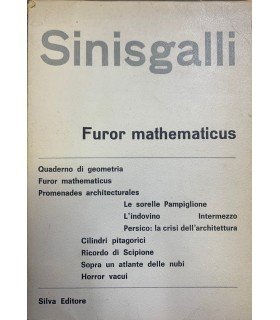 Sinisgalli
Furor mathematicus
Quaderno di geometria
Furor mathematicus
Promenades architecturales
Le sorelle Pampiglione
L'indovino Intermezzo
Persico: la crisi dell'architettura
Cilindri pitagorici
Ricordo di Scipione
Sopra un atlante delle nubi
Horror vacui
Silva Editore